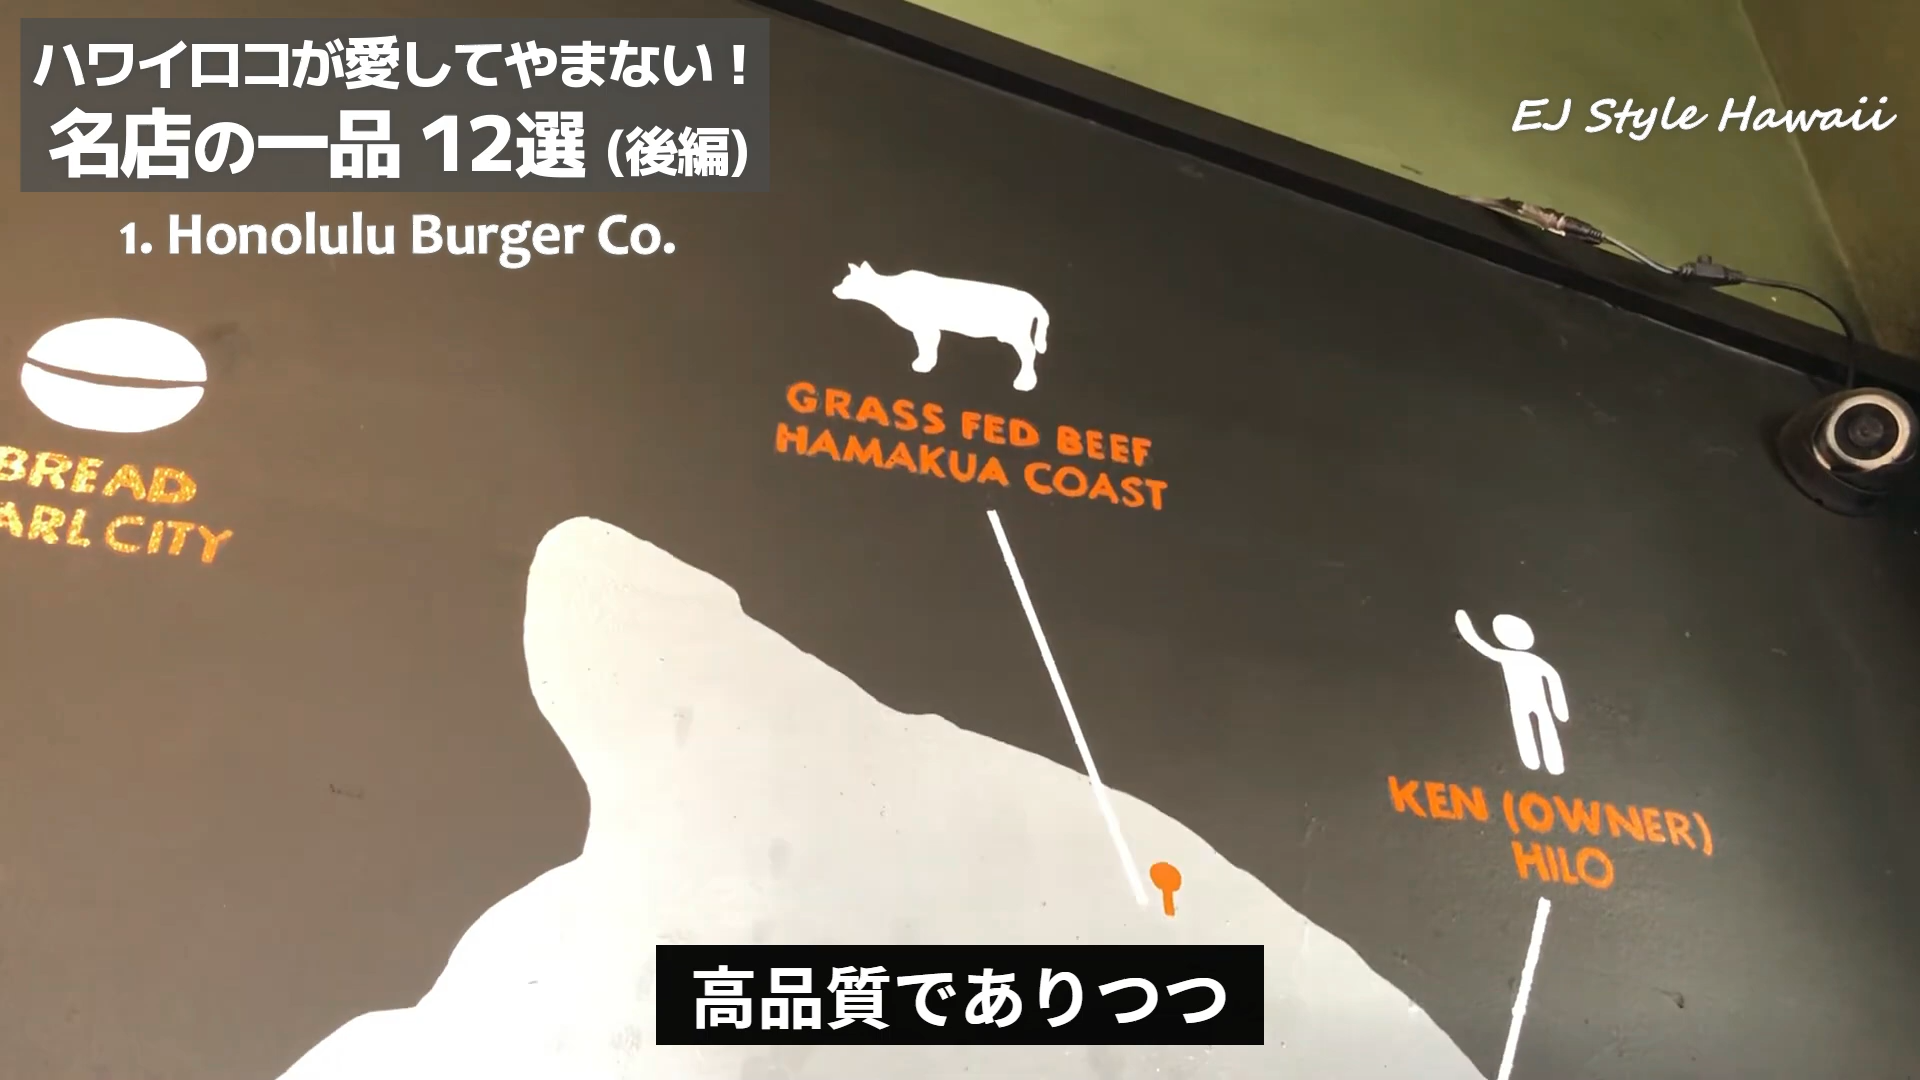 ハワイロコが愛してやまない！
名店の一品 12選 (後編)
EJ Style Hawaii
1. Honolulu Burger Co.
GRASS FED BEEF
HAMAKUA COAST
BREAD
ARL CITY
KEN (OWNER)
HILO
高品質でありつつ